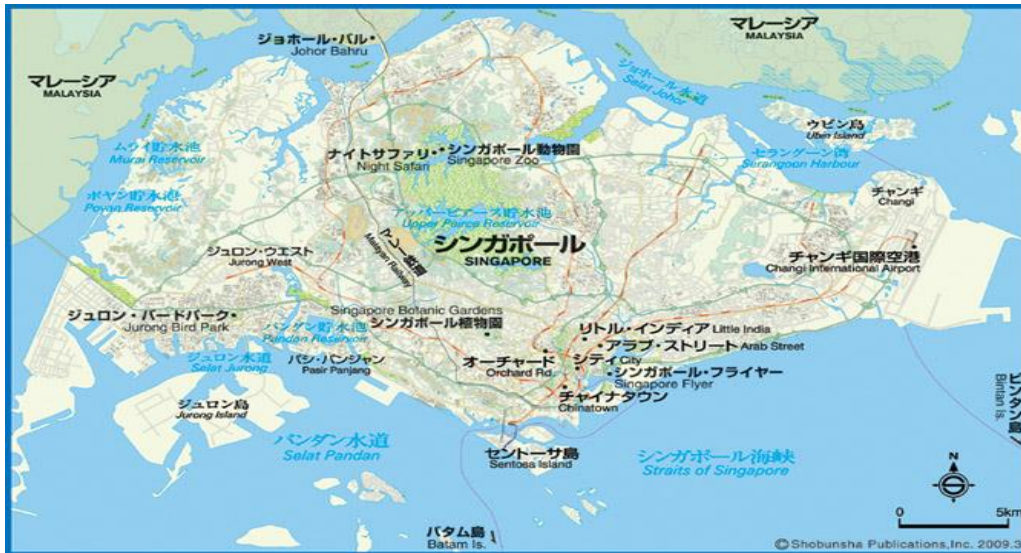 ジョホール・バル
Johor Bahru
マレーシア
MALAYSIA
マレーシア
MALAYSIA
ジョホール水道
Selat Johor
ウビン島
Ubin Island
ムライ貯水池
Murai Reservoir
ナイトサファリ
Night Safari
シンガポール動物園
Singapore Zoo
セラングーン湾
Serangoon Harbour
ポヤン貯水池
Poyan Reservoir
チャンギ
Changi
アッパーピアース貯水池
Upper Peirce Reservoir
シンガポール
SINGAPORE
ジュロン・ウエスト
Jurong West
Malayan Railway
チャンギ国際空港
Changi International Airport
ジュロン・バードパーク
Jurong Bird Park
Singapore Botanic Gardens
シンガポール植物園
パンダン貯水池
Pandan Reservoir
リトル・インディア Little India
アラブ・ストリート Arab Street
ジュロン水道
Selat Jurong
パシ・パンジャン
Pasir Panjang
オーチャード
Orchard Rd.
シティ City
シンガポール・フライヤー
Singapore Flyer
チャイナタウン
Chinatown
ジュロン島
Jurong Island
ビンタン島
Bintan Is.
パンダン水道
Selat Pandan
セントーサ島
Sentosa Island
シンガポール海峡
Straits of Singapore
N
0 5km
バタム島
Batam Is.
©Shobunsha Publications,Inc. 2009.3